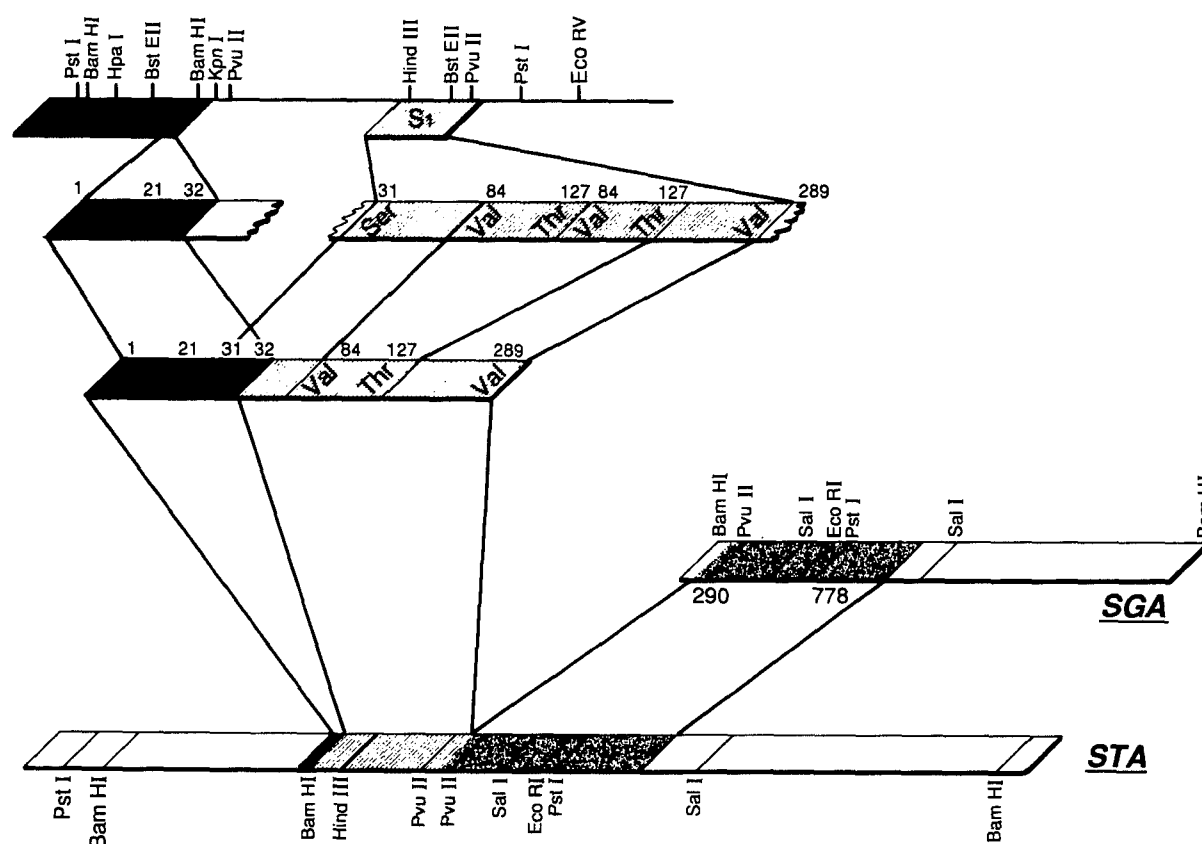 Pst I
Bam HI
Hpa I
Bst EII
Bam HI
Kpn I
Pvu II
Hind III
Bst EII
Pvu II
Pst I
Eco RV
S1
1 21 32 31 84 127 84 127 289
Ser Val Thr Val Thr Val
1 21 31 32 84 127 289
Val Thr Val
Bam HI
Pvu II
Sal I
Eco RI
Pst I
Sal I
Bam HI
290 778
SGA
STA
Pst I
Bam HI
Bam HI
Hind III
Pvu II
Pvu II
Sal I
Eco RI
Pst I
Sal I
Bam HI